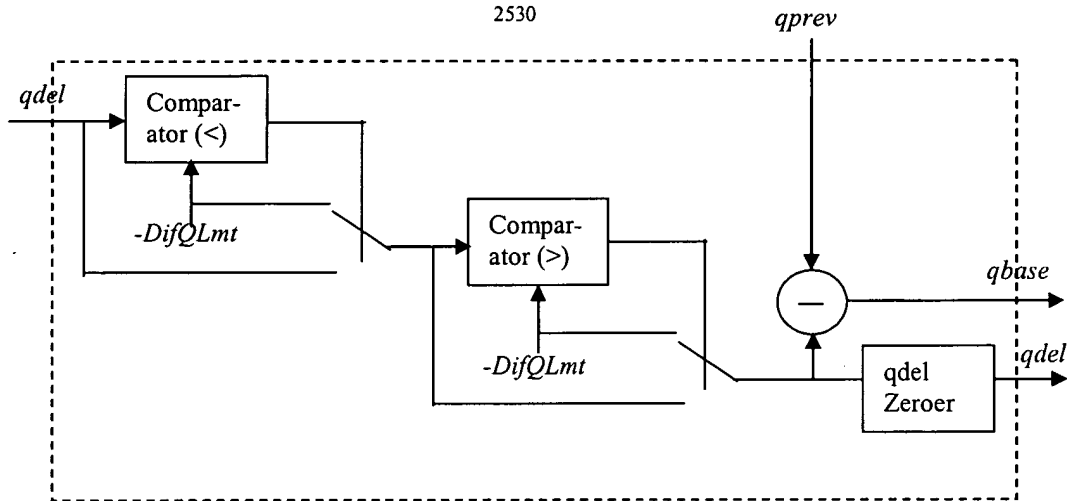 2530
qprev
qdel
Compar-
ator (<)
-DifQLmt
Compar-
ator (>)
-DifQLmt
—
qbase
qdel
qdel
Zeroer